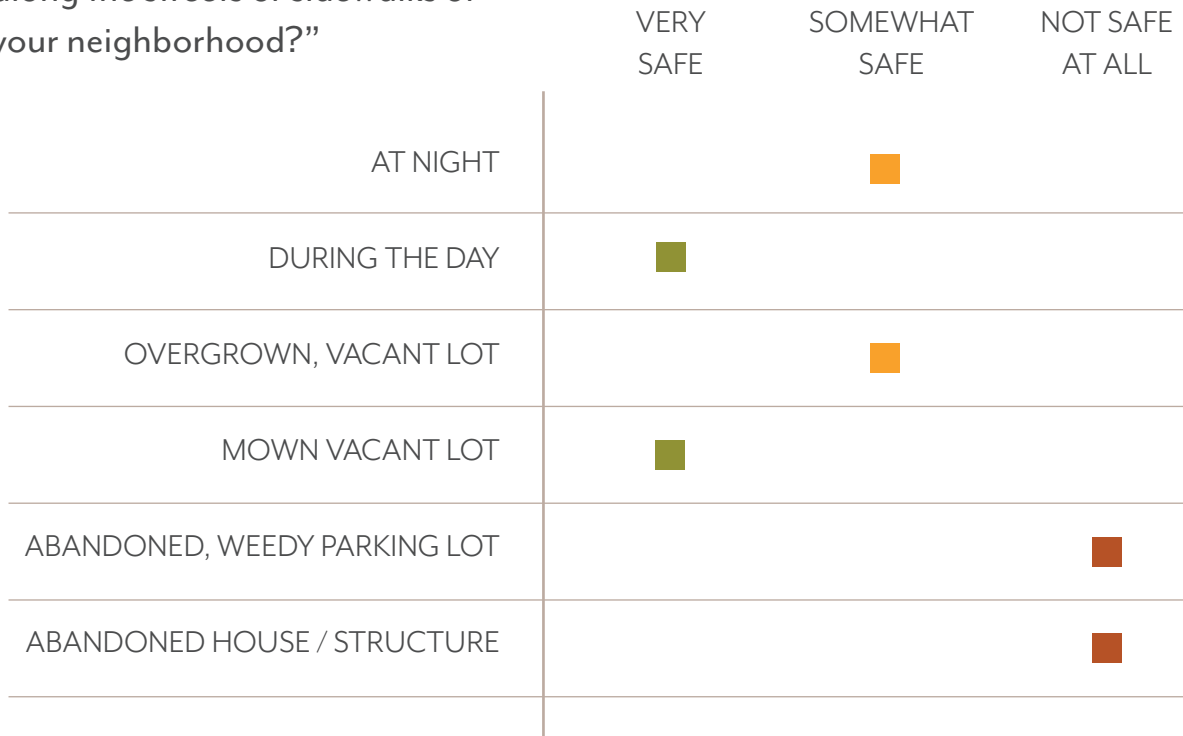 your neighborhood?”
VERY SAFE
SOMEWHAT SAFE
NOT SAFE AT ALL
AT NIGHT
DURING THE DAY
OVERGROWN, VACANT LOT
MOWN VACANT LOT
ABANDONED, WEEDY PARKING LOT
ABANDONED HOUSE / STRUCTURE